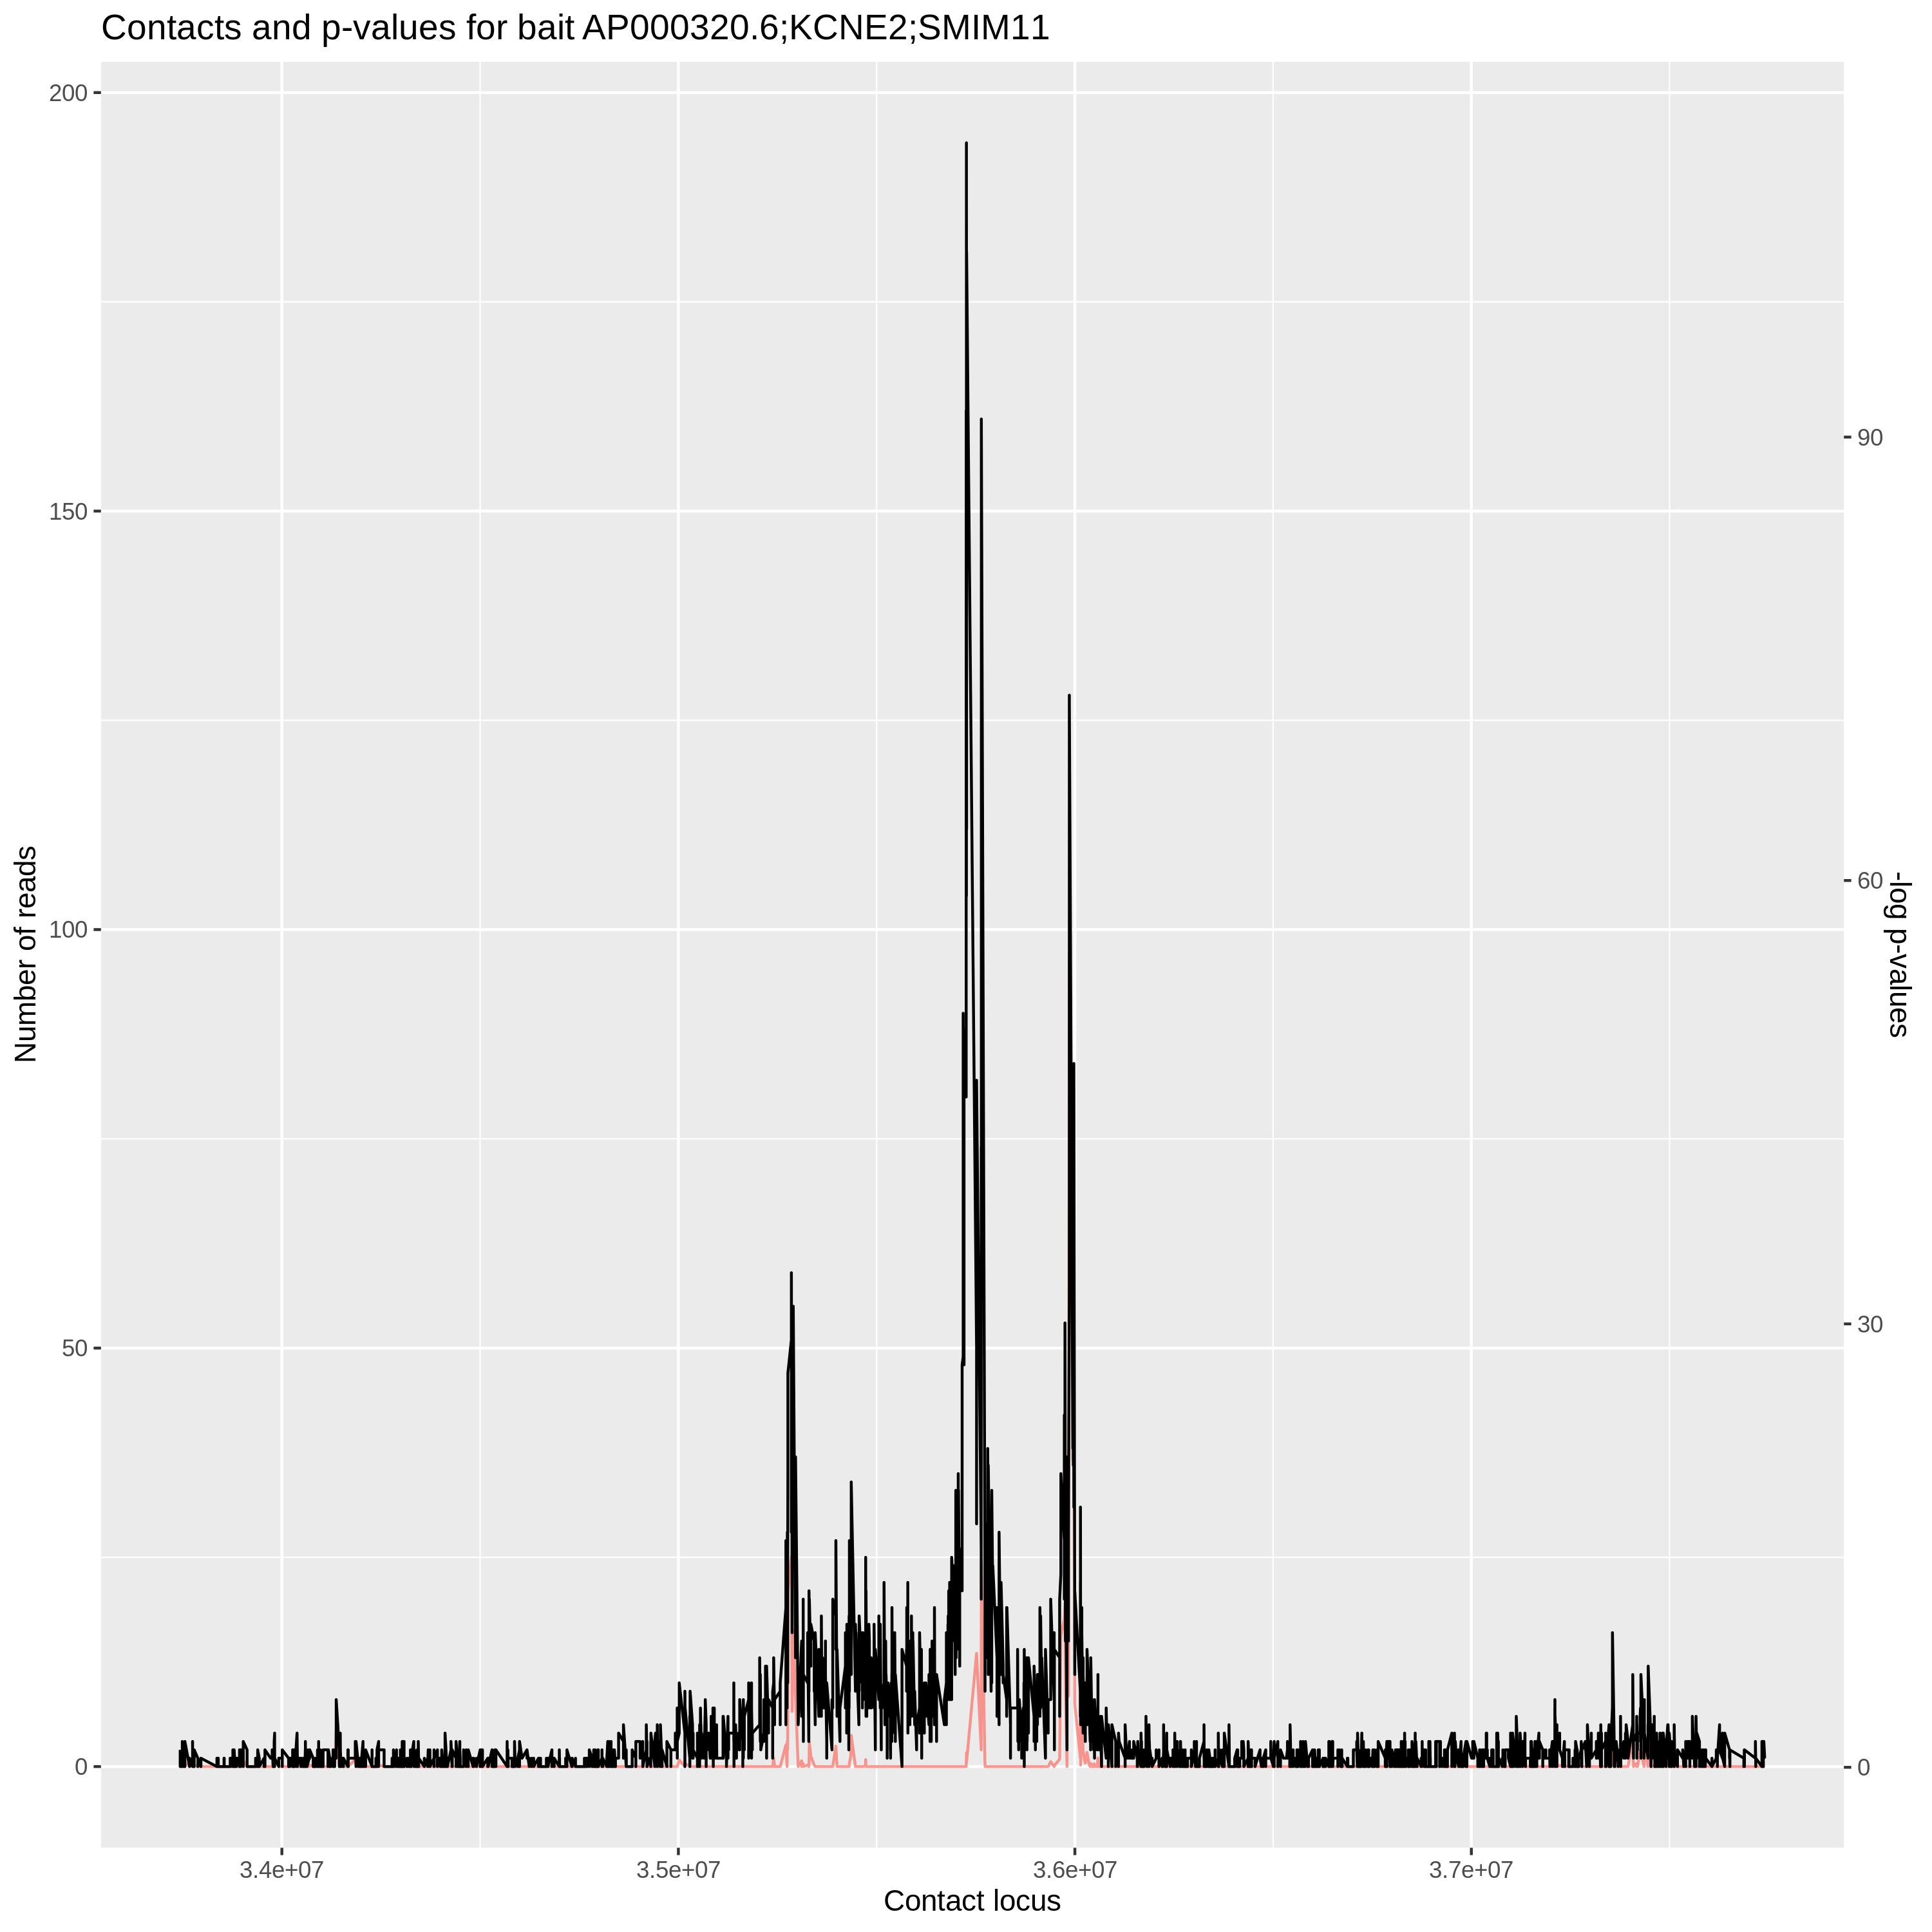 Contacts and p-values for bait AP000320.6;KCNE2;SMIM11
200
150
100
50
0
Number of reads
90
60
30
0
-log p-values
3.4e+07
3.5e+07
3.6e+07
3.7e+07
Contact locus